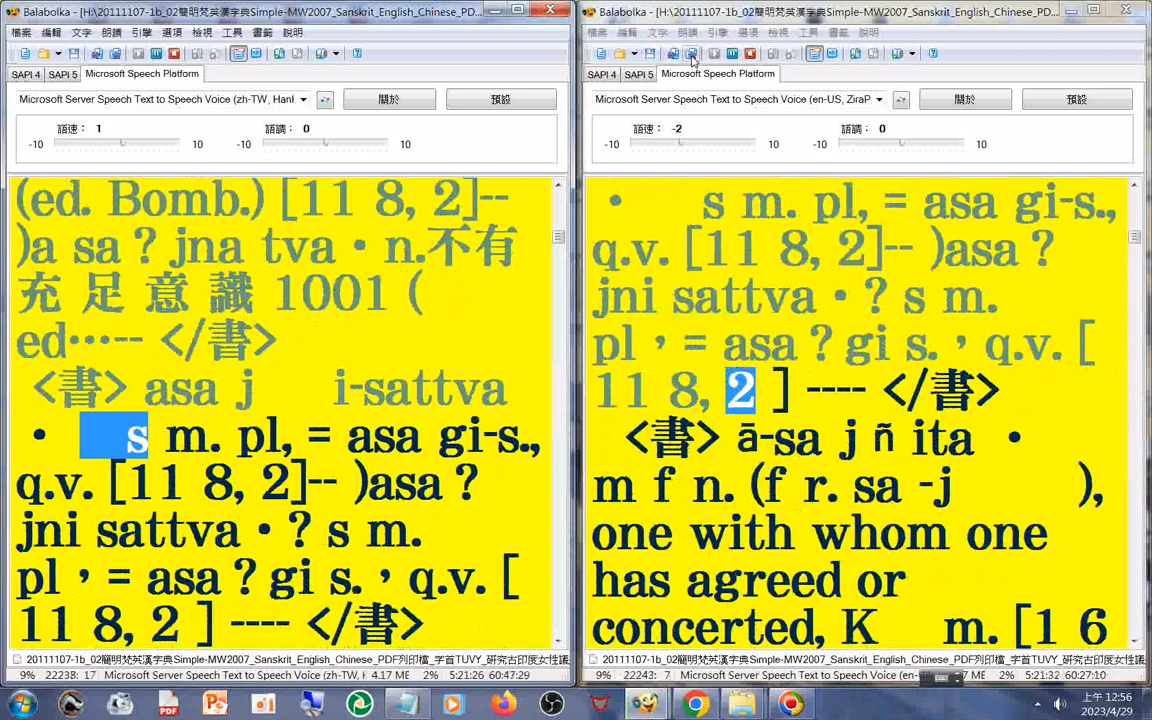 Balabolka - [H:\20111107-1b_02簡明梵英漢字典Simple-MW2007_Sanskrit_English_Chinese_PD...
檔案 編輯 文字 朗讀 引擎 選項 檢視 工具 書籤 說明
SAPI 4 SAPI 5 Microsoft Speech Platform
Microsoft Server Speech Text to Speech Voice (zh-TW, HanH 關於 預設
語速： 1 語調： 0
-10 10 -10 10
(ed. Bomb.) [11 8, 2]--
)a sa ? jna tva • n.不有
充 足 意 識 1001 (
ed⋯⋯-- </書>
<書> asa j i-sattva
• s m. pl, = asa gi-s.,
q.v. [11 8, 2]-- )asa ?
jni sattva • ? s m.
pl ， = asa ? gi s. ， q.v. [
11 8, 2 ] ---- </書>
20111107-1b_02簡明梵英漢字典Simple-MW2007_Sanskrit_English_Chinese_PDF列印檔_字首TUVY_研究古印度女性議
9% 22238: 17 Microsoft Server Speech Text to Speech Voice (zh-TW, H 4.17 MB 2% 5:21:26 60:47:29
Balabolka - [H:\20111107-1b_02簡明梵英漢字典Simple-MW2007_Sanskrit_English_Chinese_PD...
檔案 編輯 文字 朗讀 引擎 選項 檢視 工具 書籤 說明
SAPI 4 SAPI 5 Microsoft Speech Platform
Microsoft Server Speech Text to Speech Voice (en-US, ZiraP 關於 預設
語速： -2 語調： 0
-10 10 -10 10
• s m. pl, = asa gi-s.,
q.v. [11 8, 2]-- )asa ?
jni sattva • ? s m.
pl ， = asa ? gi s. ， q.v. [
11 8, 2 ] ---- </書>
<書> ā-sa j ñ ita •
m f n. (f r. sa -j ),
one with whom one
has agreed or
concerted, K m. [1 6
20111107-1b_02簡明梵英漢字典Simple-MW2007_Sanskrit_English_Chinese_PDF列印檔_字首TUVY_研究古印度女性議
9% 22243: 7 Microsoft Server Speech Text to Speech Voice (en- 2% 5:21:32 60:27:10
上午 12:56
2023/4/29